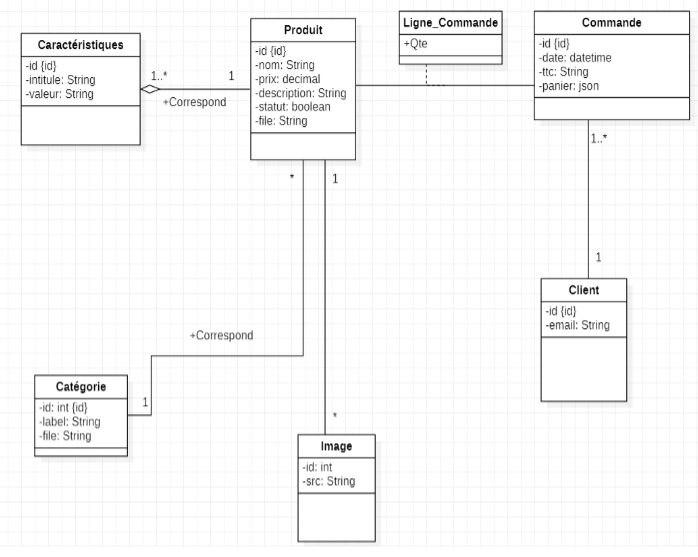 Caractéristiques
-id {id}
-intitule: String
-valeur: String
1..*
1
+Correspond
Produit
-id {id}
-nom: String
-prix: decimal
-description: String
-statut: boolean
-file: String
Ligne_Commande
+Qte
Commande
-id {id}
-date: datetime
-ttc: String
-panier: json
1..*
1
Client
-id {id}
-email: String
*
1
+Correspond
1
Catégorie
-id: int {id}
-label: String
-file: String
*
Image
-id: int
-src: String